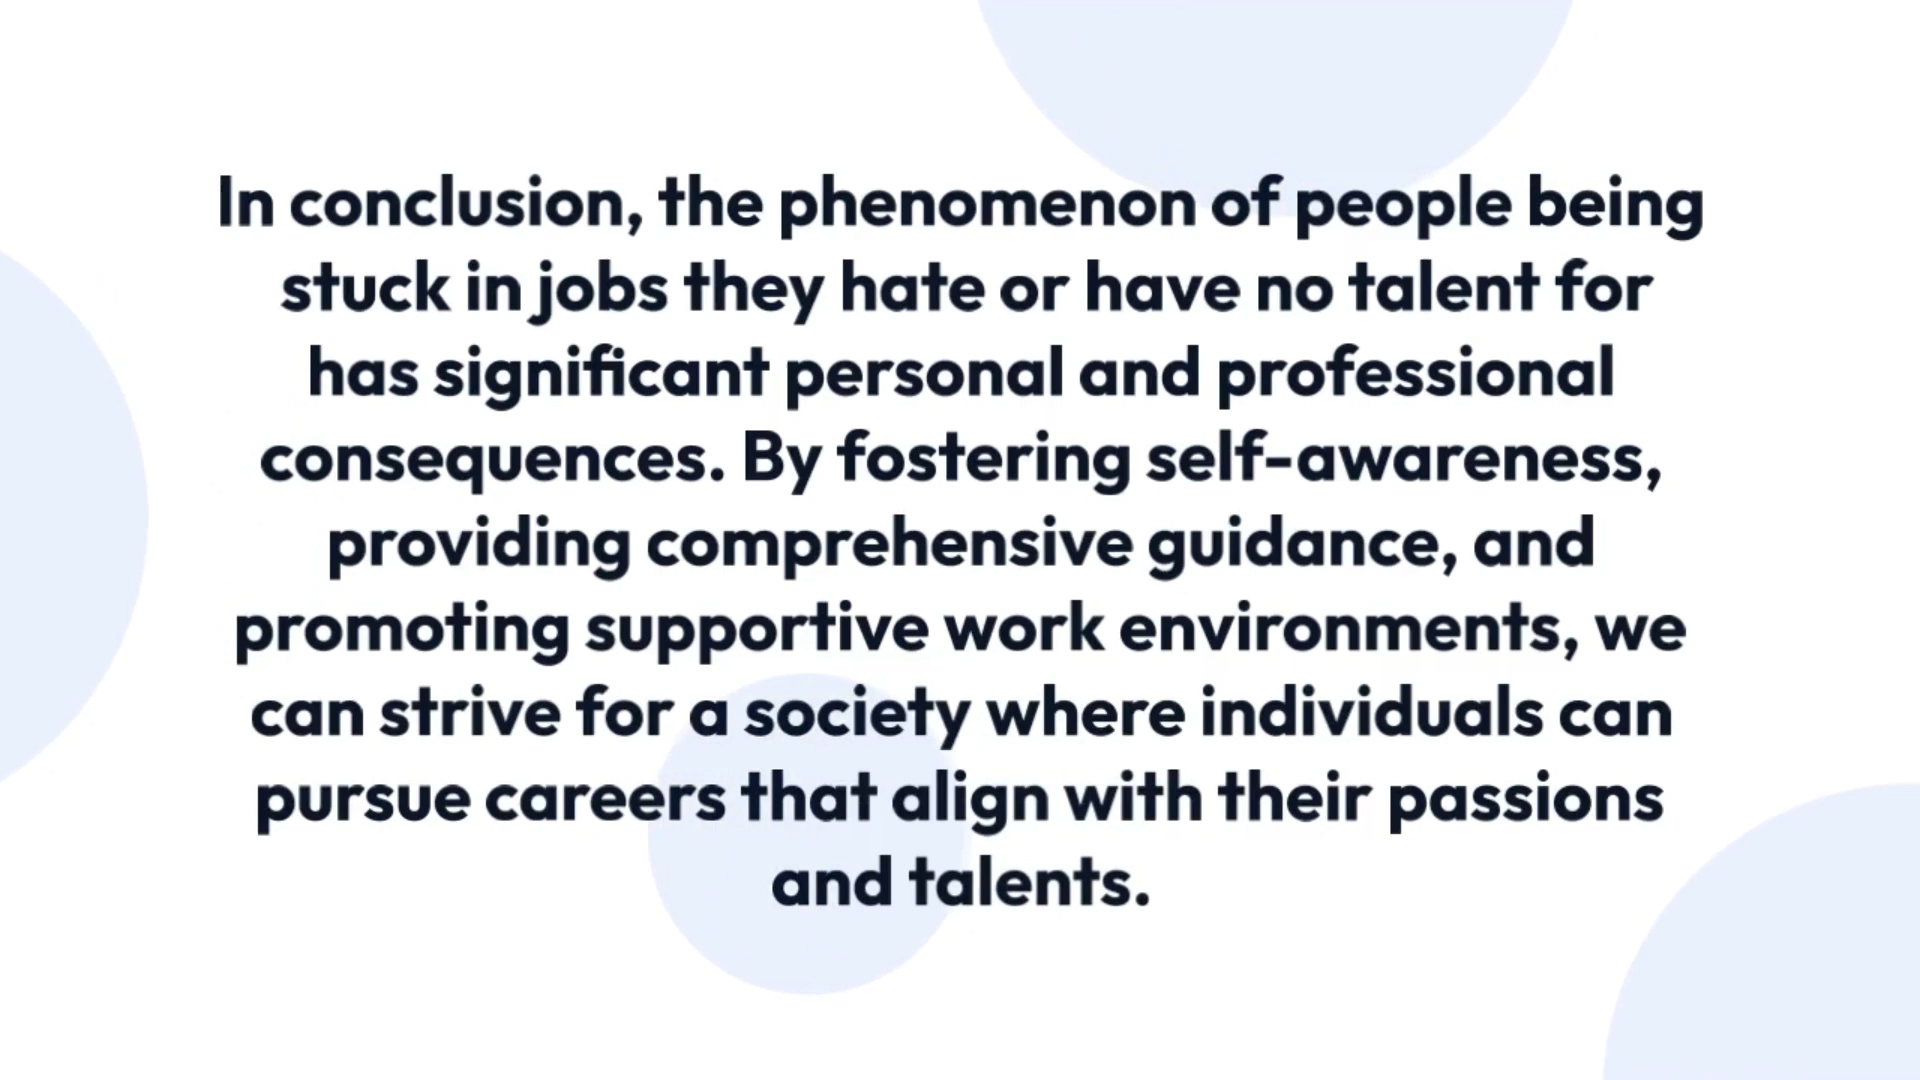 In conclusion, the phenomenon of people being
stuck in jobs they hate or have no talent for
has significant personal and professional
consequences. By fostering self-awareness,
providing comprehensive guidance, and
promoting supportive work environments, we
can strive for a society where individuals can
pursue careers that align with their passions
and talents.